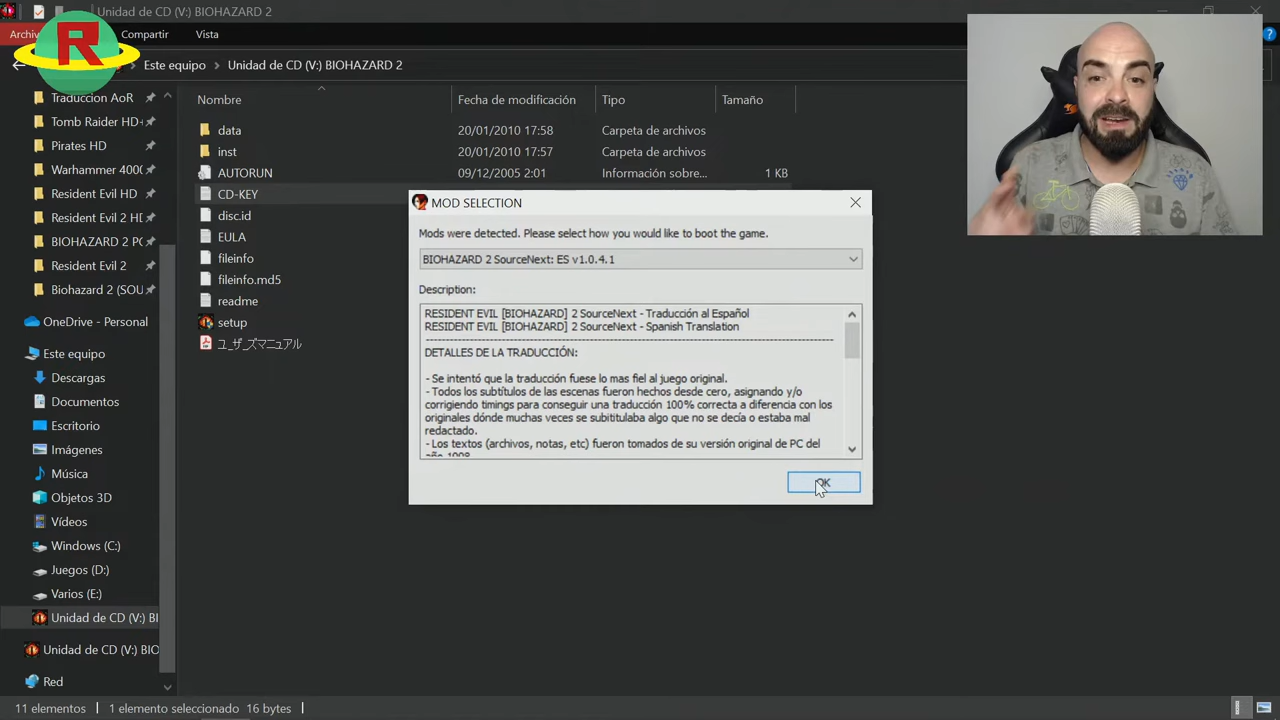 Unidad de CD (V:) BIOHAZARD 2
Archiv
Compartir
Vista
R
Este equipo > Unidad de CD (V:) BIOHAZARD 2
Nombre
Fecha de modificación
Tipo
Tamaño
Traduccion AoR
Tomb Raider HD
Pirates HD
Warhammer 4000
Resident Evil HD
Resident Evil 2 HD
BIOHAZARD 2 PC
Resident Evil 2
Biohazard 2 (SOU
OneDrive - Personal
Este equipo
Descargas
Documentos
Escritorio
Imágenes
Música
Objetos 3D
Vídeos
Windows (C:)
Juegos (D:)
Varios (E:)
Unidad de CD (V:) BI
Unidad de CD (V:) BIO
Red
data 20/01/2010 17:58 Carpeta de archivos
inst 20/01/2010 17:57 Carpeta de archivos
AUTORUN 09/12/2005 2:01 Información sobre... 1 KB
CD-KEY
disc.id
EULA
fileinfo
fileinfo.md5
readme
setup
ユ_ザ_ズマニュアル
MOD SELECTION
Mods were detected. Please select how you would like to boot the game.
BIOHAZARD 2 SourceNext: ES v1.0.4.1
Description:
RESIDENT EVIL [BIOHAZARD] 2 SourceNext - Traducción al Español
RESIDENT EVIL [BIOHAZARD] 2 SourceNext - Spanish Translation
DETALLES DE LA TRADUCCIÓN:
- Se intentó que la traducción fuese lo mas fiel al juego original.
- Todos los subtítulos de las escenas fueron hechos desde cero, asignando y/o
corrigiendo timings para conseguir una traducción 100% correcta a diferencia con los
originales dónde muchas veces se subtitulaba algo que no se decía o estaba mal
redactado.
- Los textos (archivos, notas, etc) fueron tomados de su versión original de PC del
año 1998
OK
11 elementos
1 elemento seleccionado 16 bytes